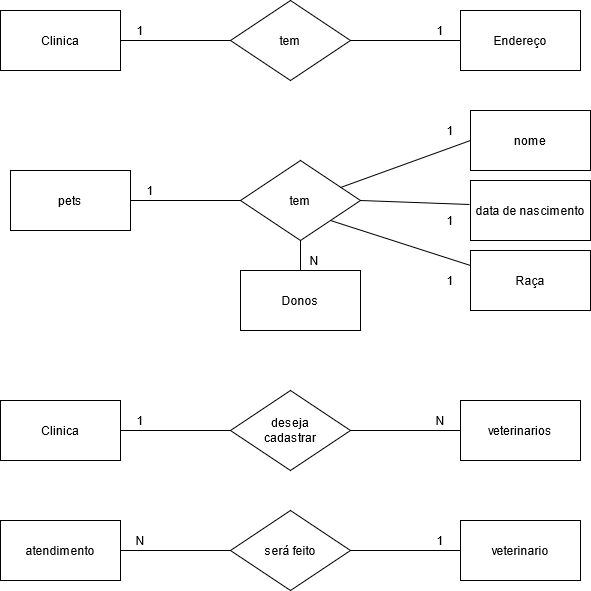 Clinica
1
tem
1
Endereço
pets
1
tem
1
nome
1
data de nascimento
1
Raça
N
Donos
Clinica
1
deseja
cadastrar
N
veterinarios
atendimento
N
será feito
1
veterinario